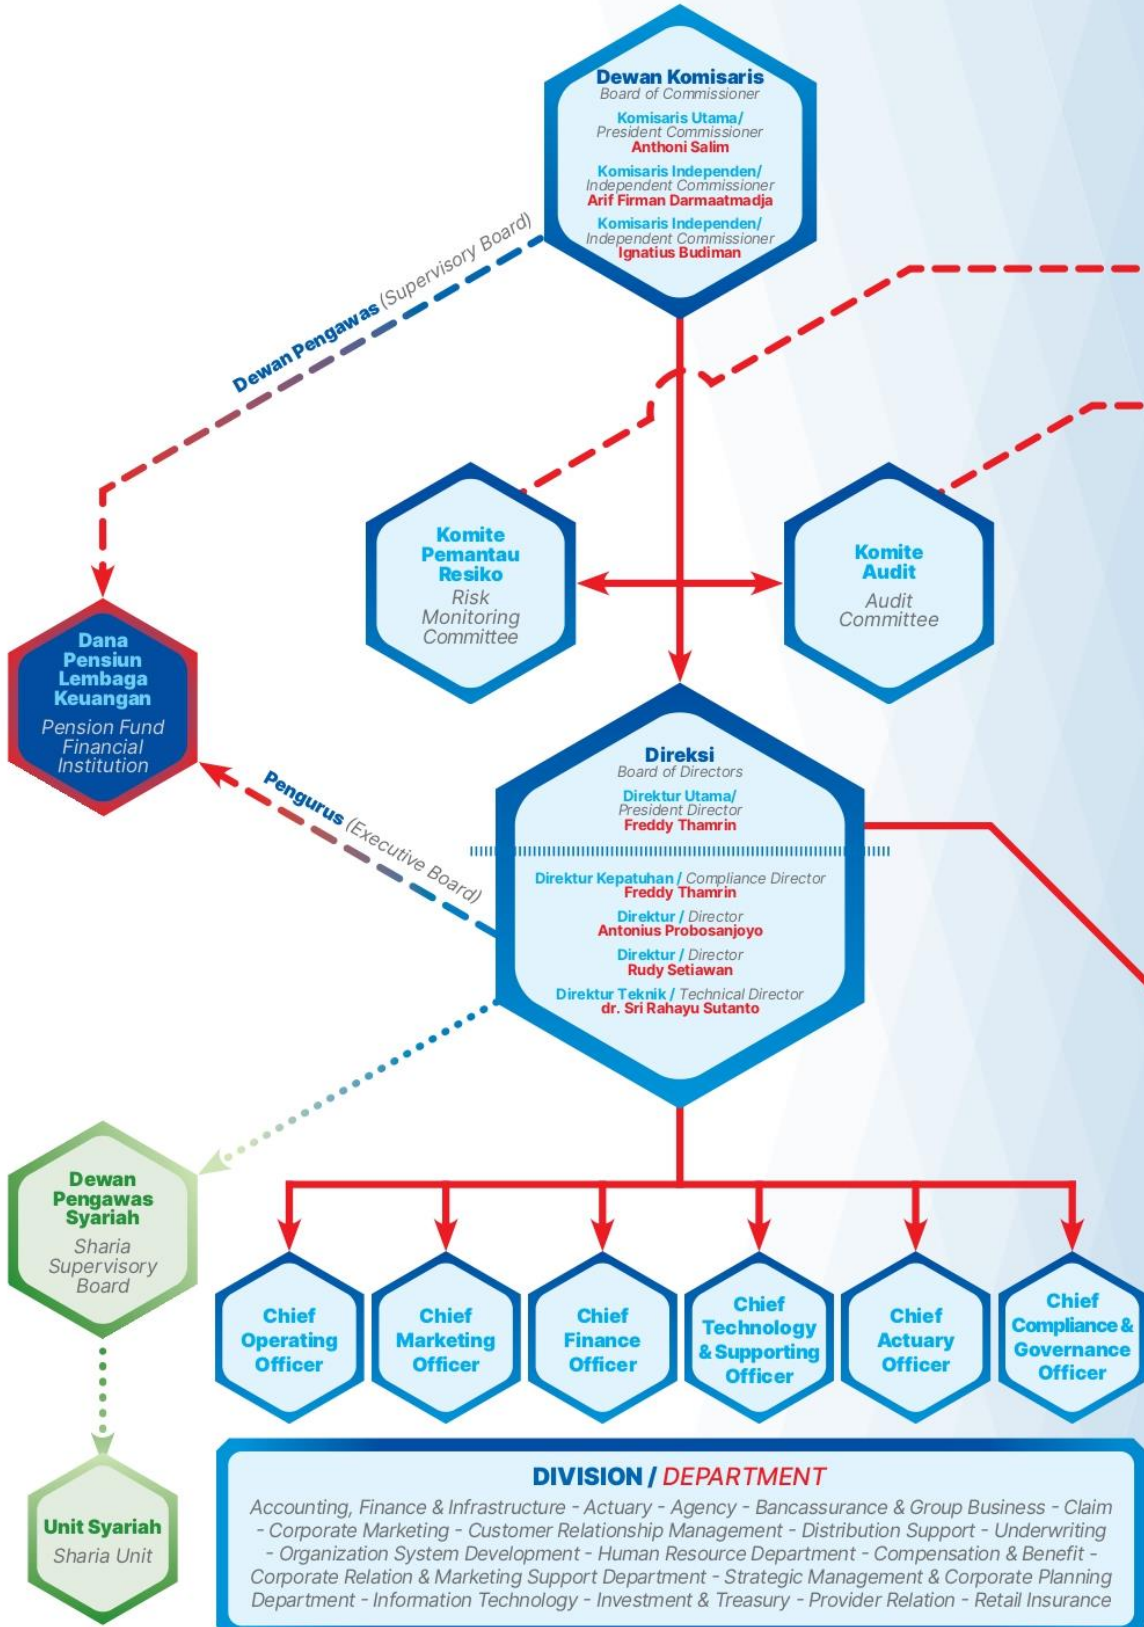 Dewan Komisaris
Board of Commissioner
Komisaris Utama/
President Commissioner
Anthoni Salim
Komisaris Independen/
Independent Commissioner
Arif Firman Darmaatmadja
Komisaris Independen/
Independent Commissioner
Ignatius Budiman
Dewan Pengawas (Supervisory Board)
Komite
Pemantau
Resiko
Risk
Monitoring
Committee
Komite
Audit
Audit
Committee
Dana
Pensiun
Lembaga
Keuangan
Pension Fund
Financial
Institution
Pengurus (Executive Board)
Direksi
Board of Directors
Direktur Utama/
President Director
Freddy Thamrin
Direktur Kepatuhan / Compliance Director
Freddy Thamrin
Direktur / Director
Antonius Probosanjoyo
Direktur / Director
Rudy Setiawan
Direktur Teknik / Technical Director
dr. Sri Rahayu Sutanto
Dewan
Pengawas
Syariah
Sharia
Supervisory
Board
Unit Syariah
Sharia Unit
Chief
Operating
Officer
Chief
Marketing
Officer
Chief
Finance
Officer
Chief
Technology
& Supporting
Officer
Chief
Actuary
Officer
Chief
Compliance &
Governance
Officer
DIVISION / DEPARTMENT
Accounting, Finance & Infrastructure - Actuary - Agency - Bancassurance & Group Business - Claim
- Corporate Marketing - Customer Relationship Management - Distribution Support - Underwriting
- Organization System Development - Human Resource Department - Compensation & Benefit -
Corporate Relation & Marketing Support Department - Strategic Management & Corporate Planning
Department - Information Technology - Investment & Treasury - Provider Relation - Retail Insurance